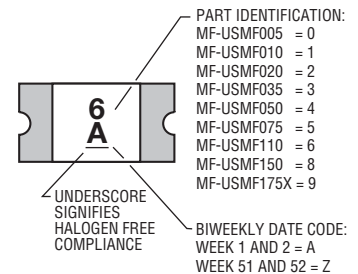 PART IDENTIFICATION:
MF-USMF005 = 0
MF-USMF010 = 1
MF-USMF020 = 2
MF-USMF035 = 3
MF-USMF050 = 4
MF-USMF075 = 5
MF-USMF110 = 6
MF-USMF150 = 8
MF-USMF175X = 9
6
A
UNDERSCORE
SIGNIFIES
HALOGEN FREE
COMPLIANCE
BIWEEKLY DATE CODE:
WEEK 1 AND 2 = A
WEEK 51 AND 52 = Z